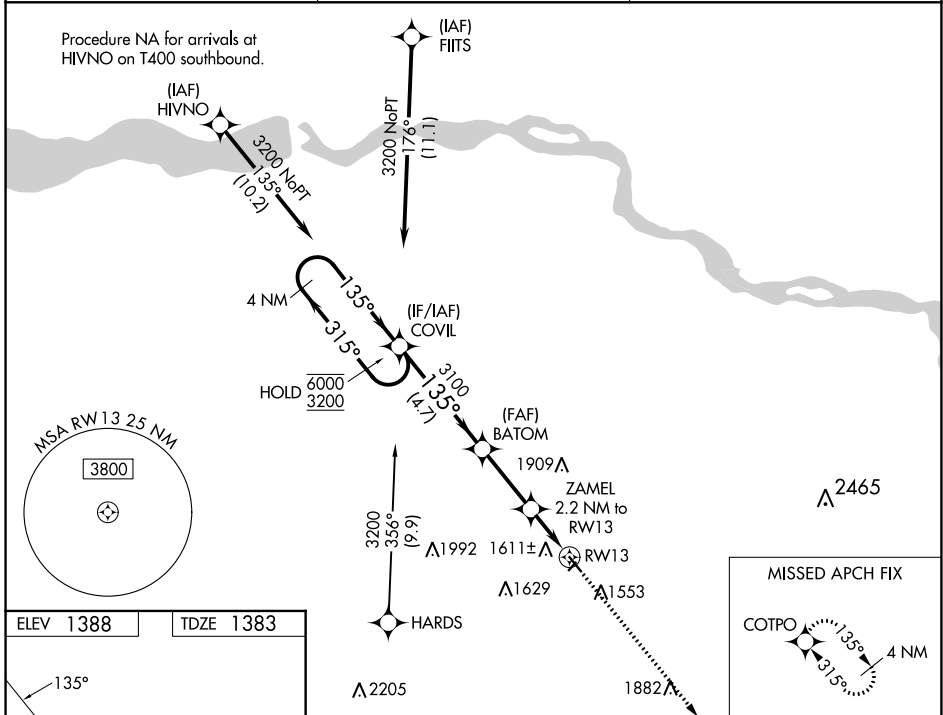 Procedure NA for arrivals at
HIVNO on T400 southbound.
(IAF)
FIITS
(IAF)
HIVNO
3200 NoPT
135°
(10.2)
3200 NoPT
176°
(11.1)
4 NM
135°
315°
(IF/IAF)
COVIL
HOLD 6000
3200
3100
135°
(4.7)
(FAF)
BATOM
MSA RW13 25 NM
3800
1909
2465
ZAMEL
2.2 NM to
RW13
3200
356°
(9.9)
1992
1611±
RW13
1629
1553
HARDS
MISSED APCH FIX
COTPO
135°
315°
4 NM
ELEV 1388
TDZE 1383
135°
2205
1882